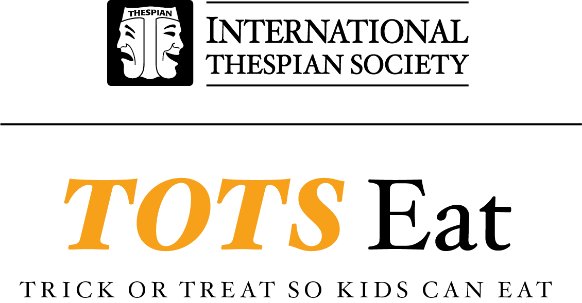 THESPIAN
INTERNATIONAL
THESPIAN SOCIETY
TOTS Eat
TRICK OR TREAT SO KIDS CAN EAT